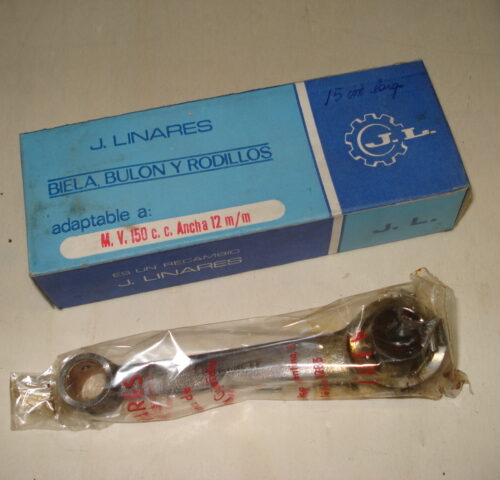 15 cm larg.
J. LINARES
BIELA, BULON Y RODILLOS
adaptable a:
M. V. 150 c. c. Ancha 12 m/m
ES UN RECAMBIO
J. LINARES
J.L.
J. L.